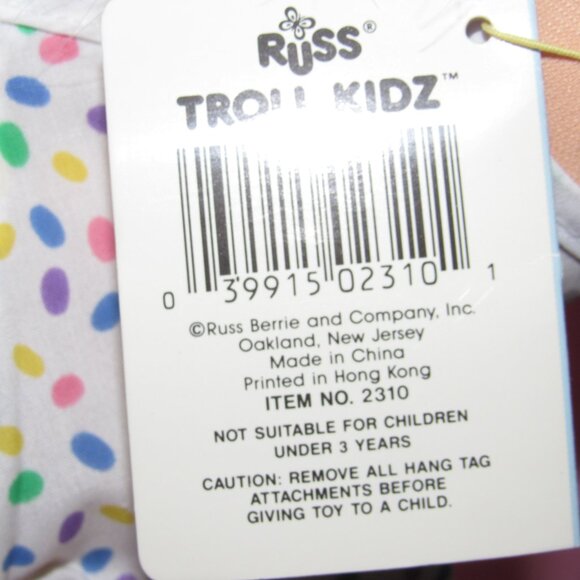 RUSS®
TROLL KIDZ™
0 39915 02310 1
©Russ Berrie and Company, Inc.
Oakland, New Jersey
Made in China
Printed in Hong Kong
ITEM NO. 2310
NOT SUITABLE FOR CHILDREN
UNDER 3 YEARS
CAUTION: REMOVE ALL HANG TAG
ATTACHMENTS BEFORE
GIVING TOY TO A CHILD.